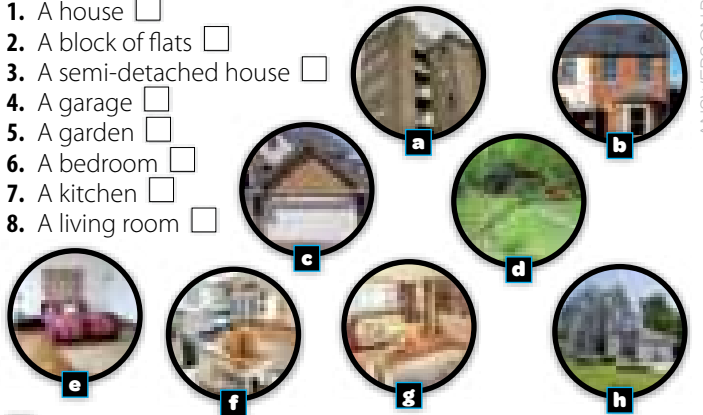 1. A house
2. A block of flats
3. A semi-detached house
4. A garage
5. A garden
6. A bedroom
7. A kitchen
8. A living room
a
b
c
d
e
f
g
h